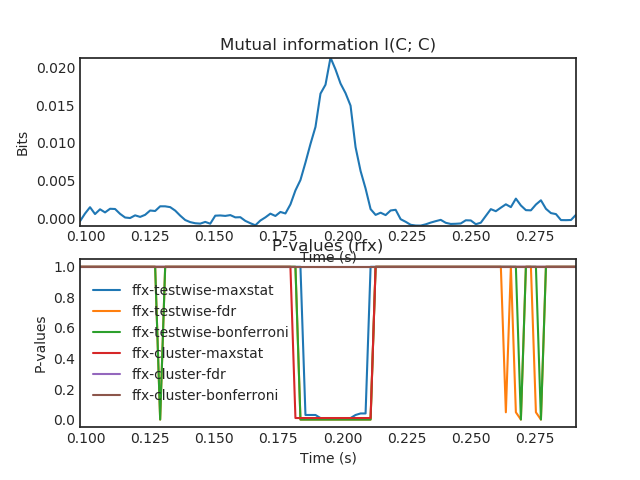 Mutual information I(C; C)
0.020
0.015
0.010
0.005
0.000
Bits
0.100 0.125 0.150 0.175 0.200 0.225 0.250 0.275
Time (s)
P-values (rfx)
1.0
0.8
0.6
0.4
0.2
0.0
P-values
ffx-testwise-maxstat
ffx-testwise-fdr
ffx-testwise-bonferroni
ffx-cluster-maxstat
ffx-cluster-fdr
ffx-cluster-bonferroni
0.100 0.125 0.150 0.175 0.200 0.225 0.250 0.275
Time (s)